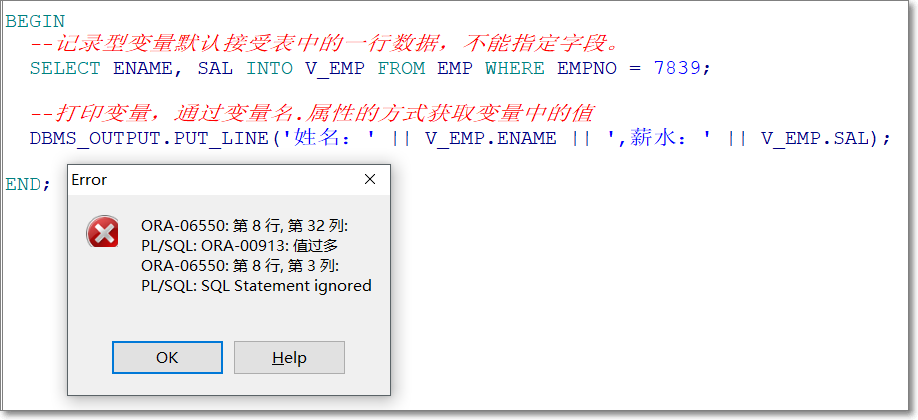 BEGIN
--记录型变量默认接受表中的一行数据，不能指定字段。
SELECT ENAME, SAL INTO V_EMP FROM EMP WHERE EMPNO = 7839;
--打印变量，通过变量名.属性的方式获取变量中的值
DBMS_OUTPUT.PUT_LINE('姓名：' || V_EMP.ENAME || ',薪水：' || V_EMP.SAL);
END;
Error
ORA-06550: 第 8 行, 第 32 列:
PL/SQL: ORA-00913: 值过多
ORA-06550: 第 8 行, 第 3 列:
PL/SQL: SQL Statement ignored
OK
Help